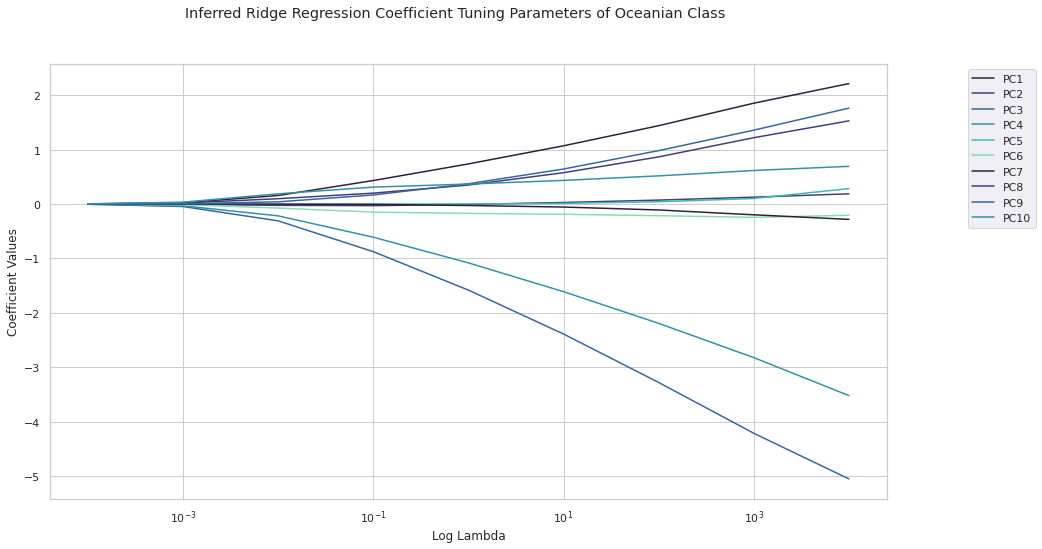 Inferred Ridge Regression Coefficient Tuning Parameters of Oceanian Class
Coefficient Values
2
1
0
−1
−2
−3
−4
−5
10⁻³
10⁻¹
10¹
10³
Log Lambda
PC1
PC2
PC3
PC4
PC5
PC6
PC7
PC8
PC9
PC10